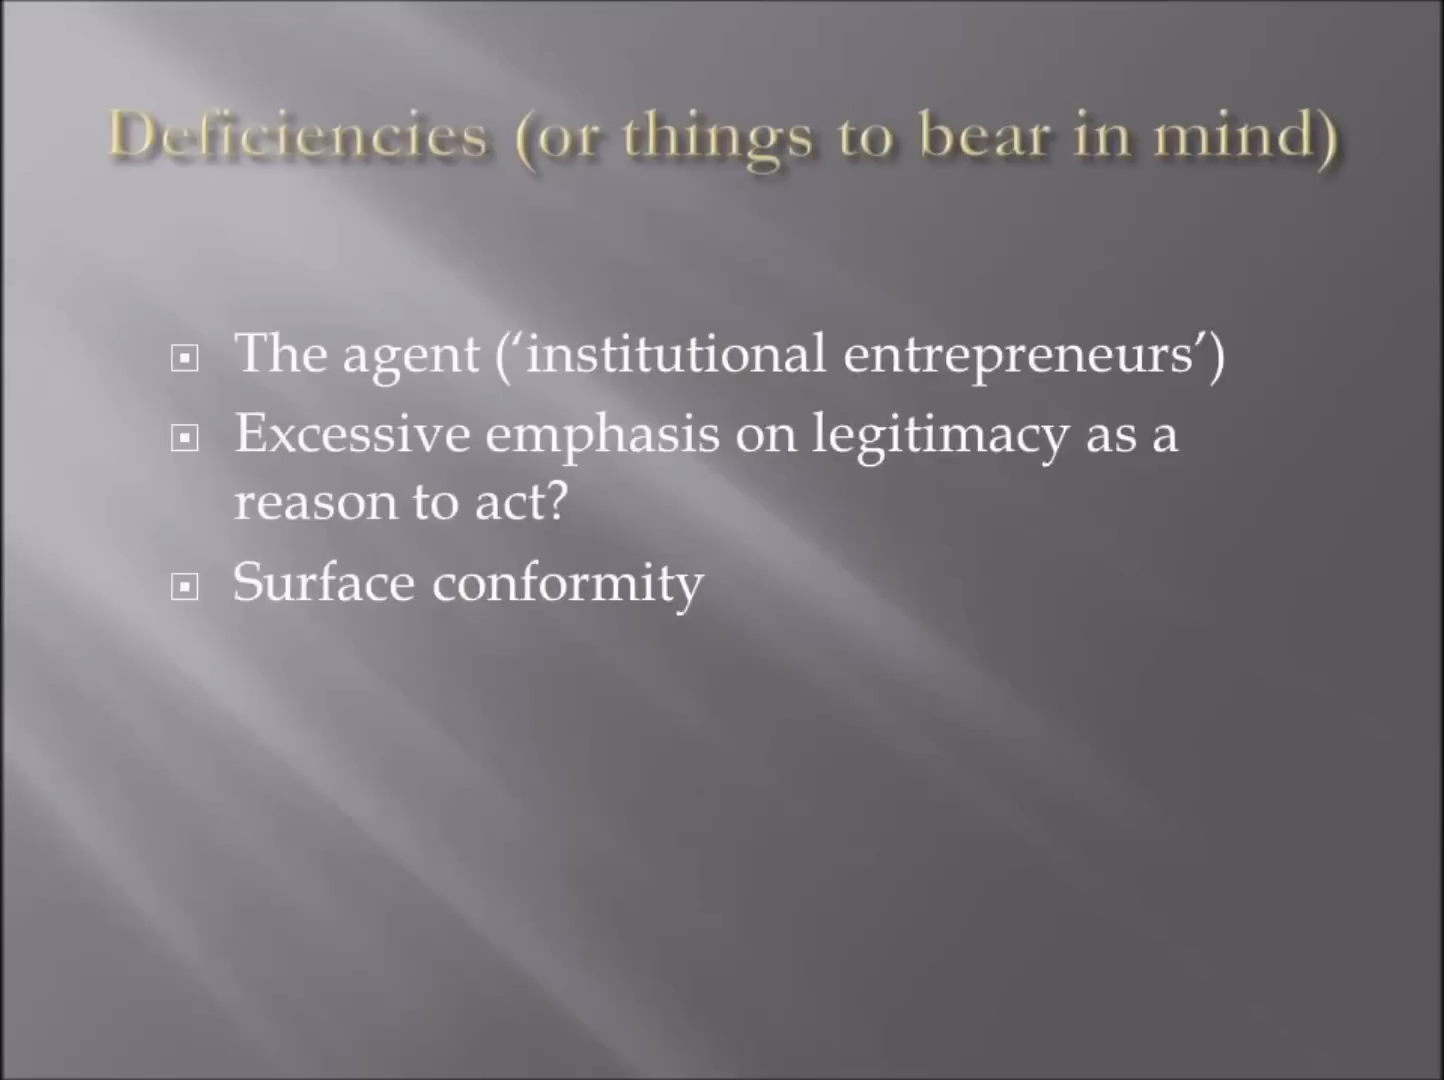 Deficiencies (or things to bear in mind)
The agent (‘institutional entrepreneurs’)
Excessive emphasis on legitimacy as a
reason to act?
Surface conformity